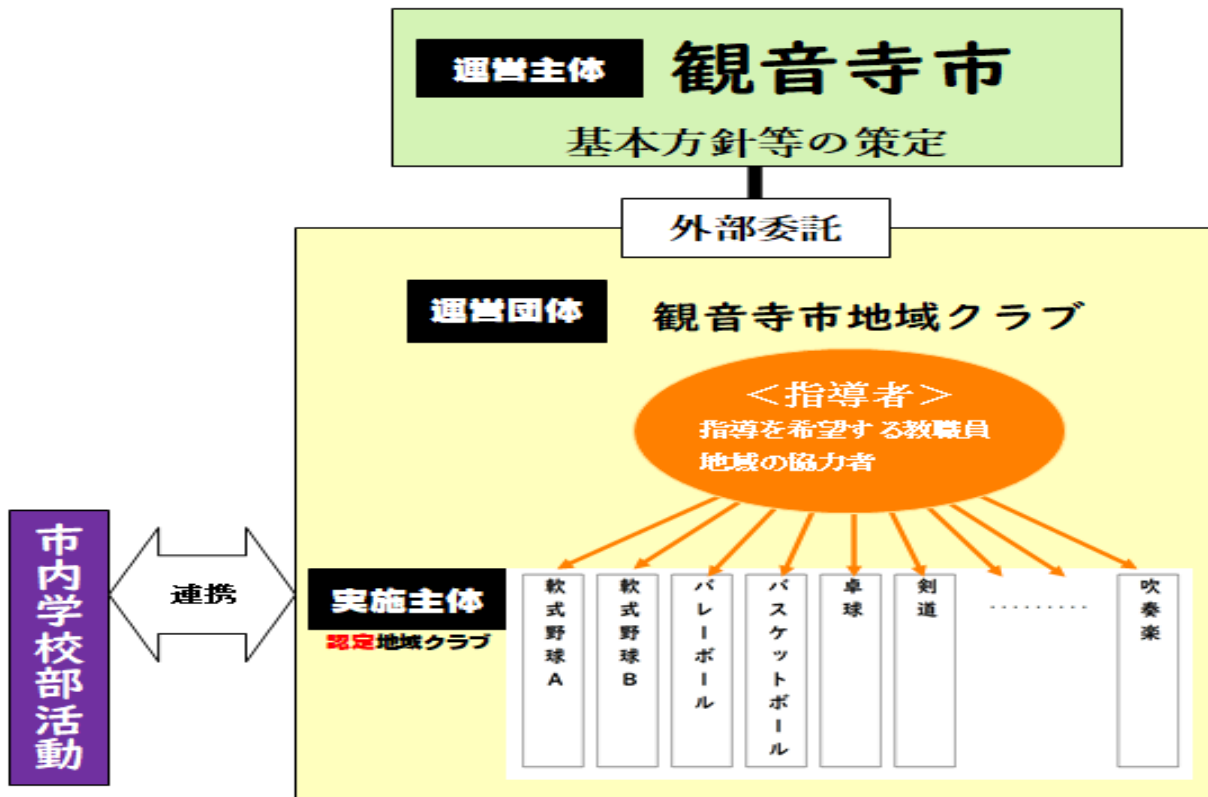 運営主体 観音寺市
基本方針等の策定
外部委託
運営団体 観音寺市地域クラブ
＜指導者＞
指導を希望する教職員
地域の協力者
市内学校部活動
連携
実施主体
認定地域クラブ
軟式野球A
軟式野球B
バレーボール
バスケットボール
卓球
剣道
………
吹奏楽